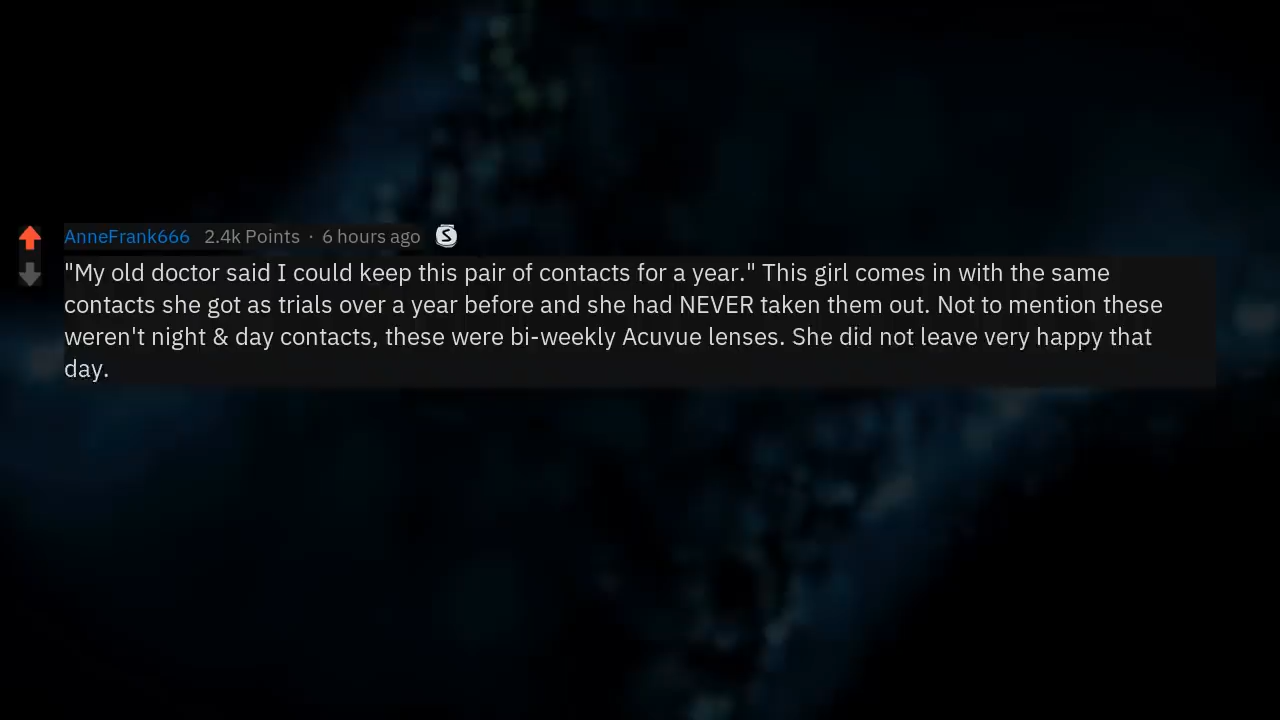 AnneFrank666 2.4k Points · 6 hours ago S
"My old doctor said I could keep this pair of contacts for a year." This girl comes in with the same
contacts she got as trials over a year before and she had NEVER taken them out. Not to mention these
weren't night & day contacts, these were bi-weekly Acuvue lenses. She did not leave very happy that
day.